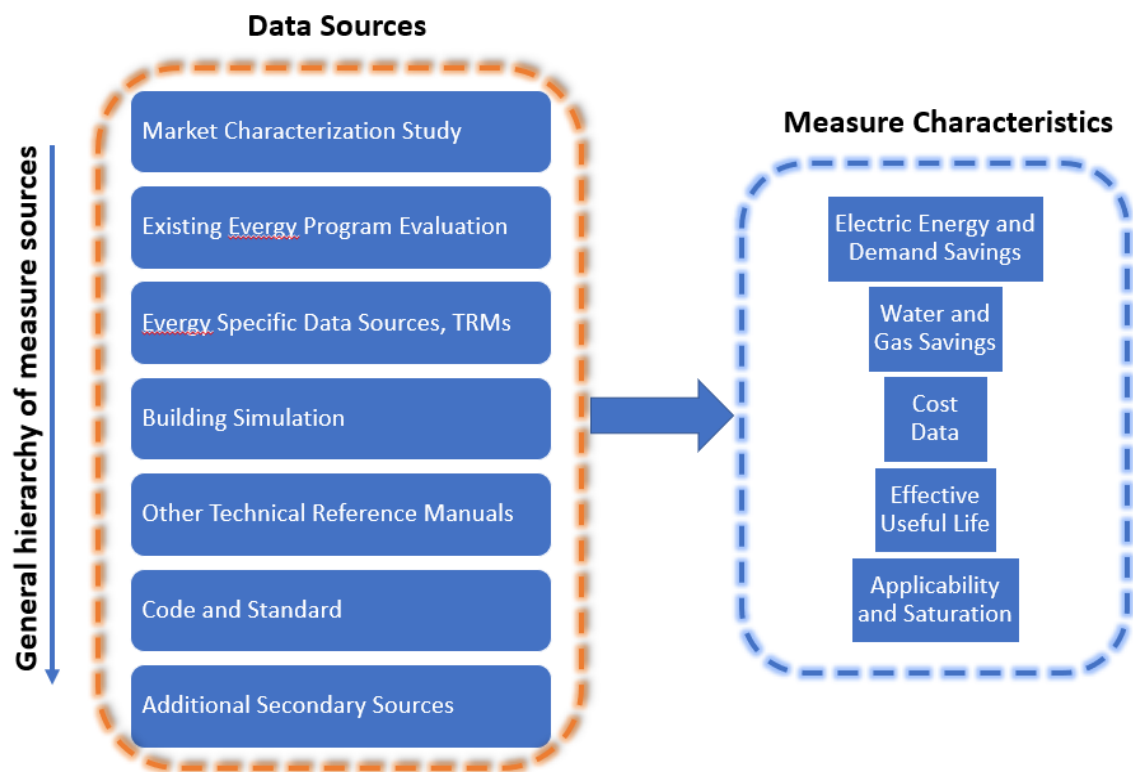 Data Sources
General hierarchy of measure sources
Market Characterization Study
Existing Evergy Program Evaluation
Evergy Specific Data Sources, TRMs
Building Simulation
Other Technical Reference Manuals
Code and Standard
Additional Secondary Sources
Measure Characteristics
Electric Energy and
Demand Savings
Water and
Gas Savings
Cost
Data
Effective
Useful Life
Applicability
and Saturation